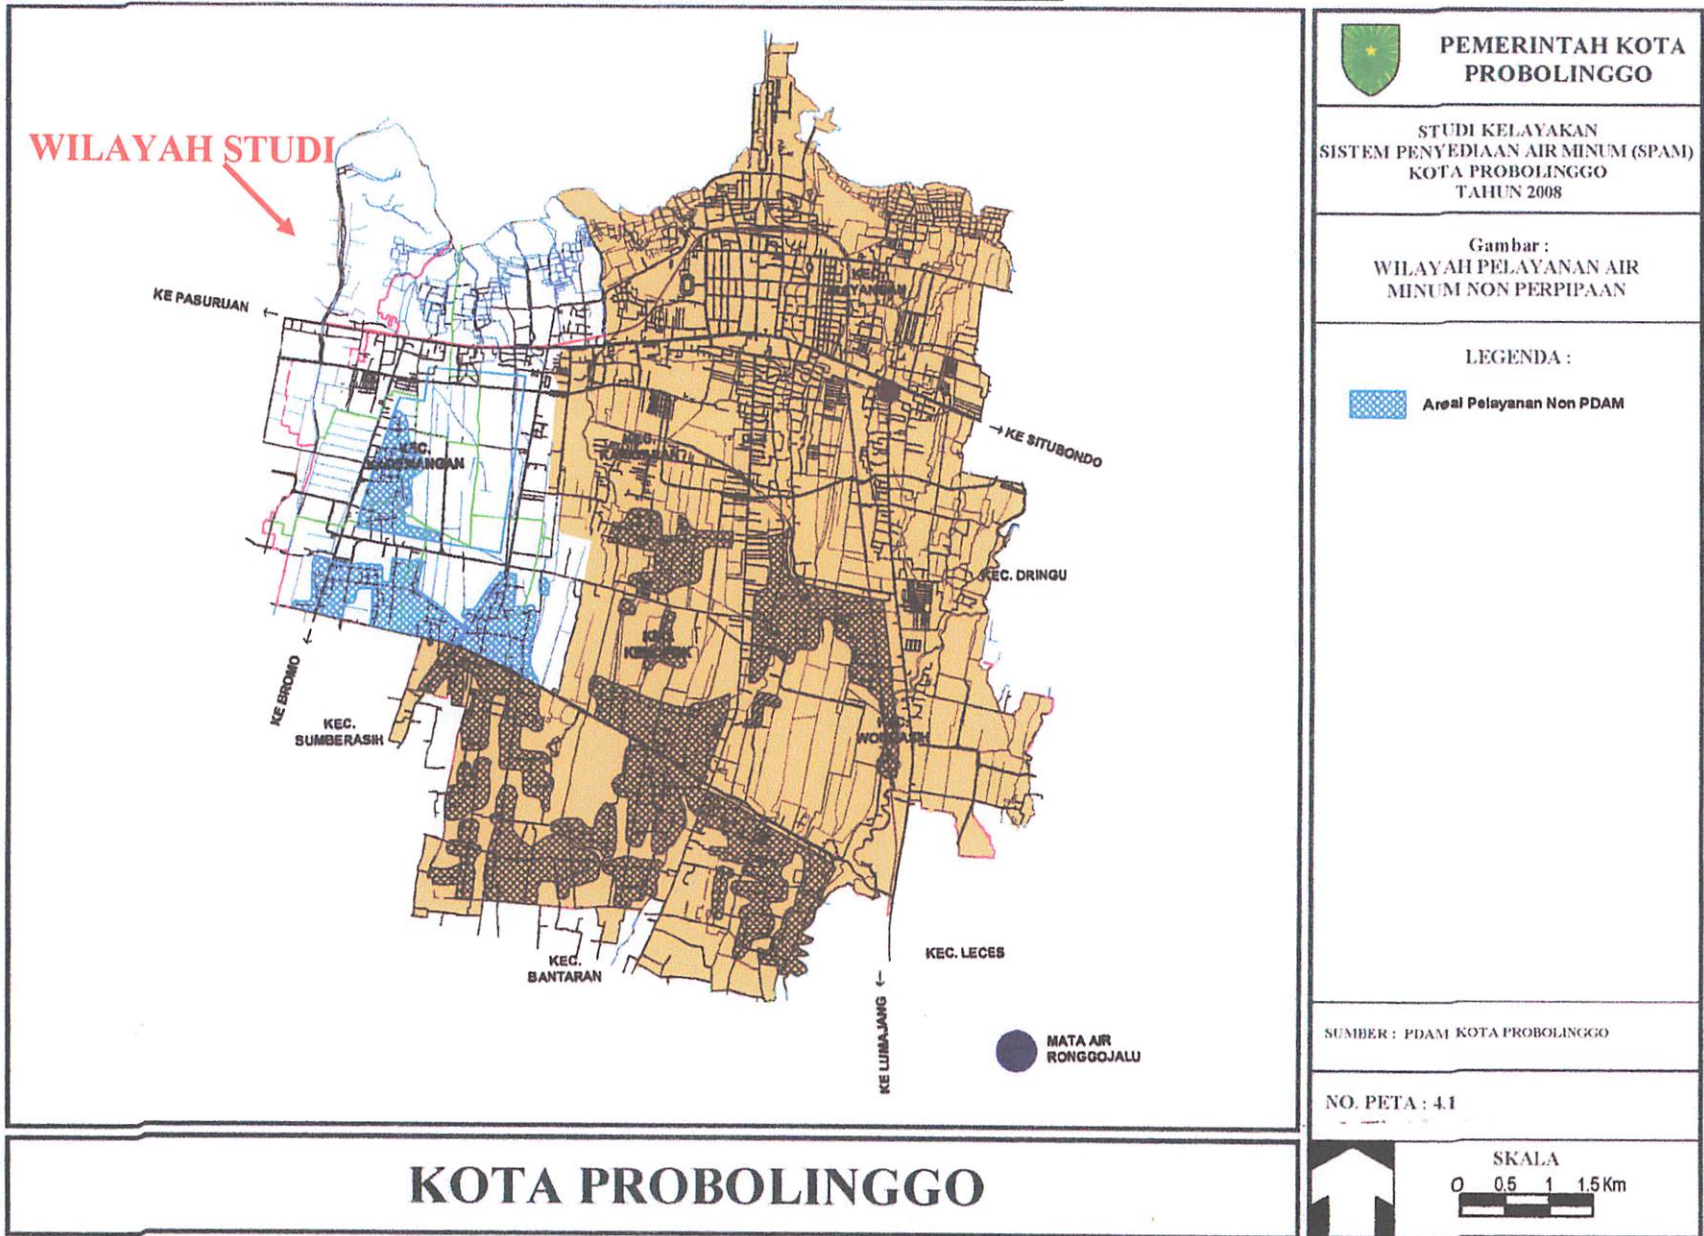 WILAYAH STUDI
KE PASURUAN
KE SITUBONDO
KEC. DRINGU
KE BROMO
KEC.
SUMBERASIH
KEC.
BANTARAN
KEC. LECES
KE LUMAJANG
MATA AIR
RONGGOJALU
KEC.
KEC.
KEC.
KEC.
KOTA PROBOLINGGO
PEMERINTAH KOTA
PROBOLINGGO
STUDI KELAYAKAN
SISTEM PENYEDIAAN AIR MINUM (SPAM)
KOTA PROBOLINGGO
TAHUN 2008
Gambar :
WILAYAH PELAYANAN AIR
MINUM NON PERPIPAAN
LEGENDA :
Areal Pelayanan Non PDAM
SUMBER : PDAM KOTA PROBOLINGGO
NO. PETA : 4.1
SKALA
0 0.5 1 1.5 Km